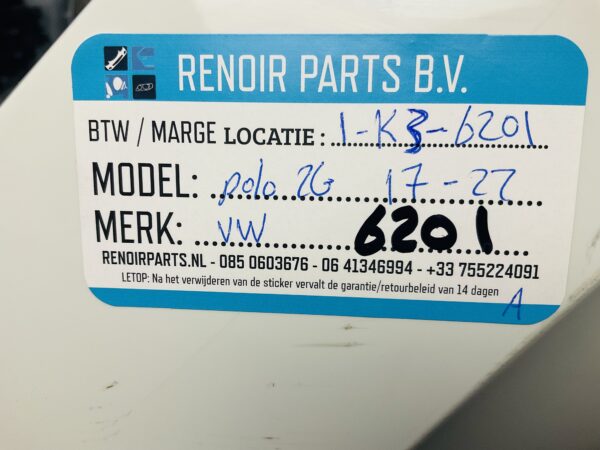 RENOIR PARTS B.V.
BTW / MARGE LOCATIE : 1-K3-6201
MODEL: polo 2G 17-22
MERK: VW 6201
RENOIRPARTS.NL - 085 0603676 - 06 41346994 - +33 755224091
LETOP: Na het verwijderen van de sticker vervalt de garantie/retourbeleid van 14 dagen
A